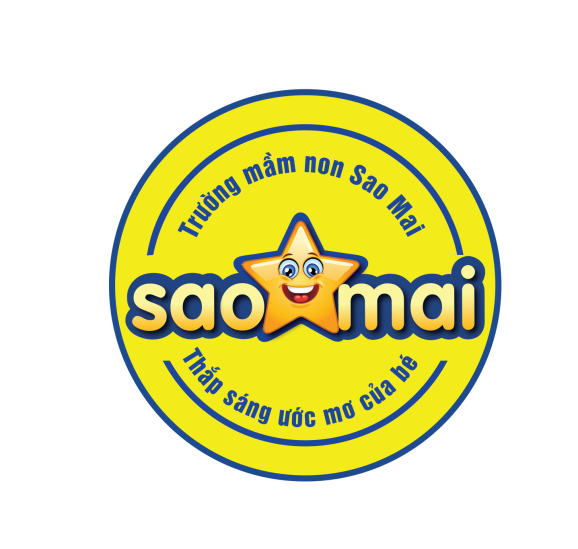 Trường mầm non Sao Mai
sao mai
Thắp sáng ước mơ của bé